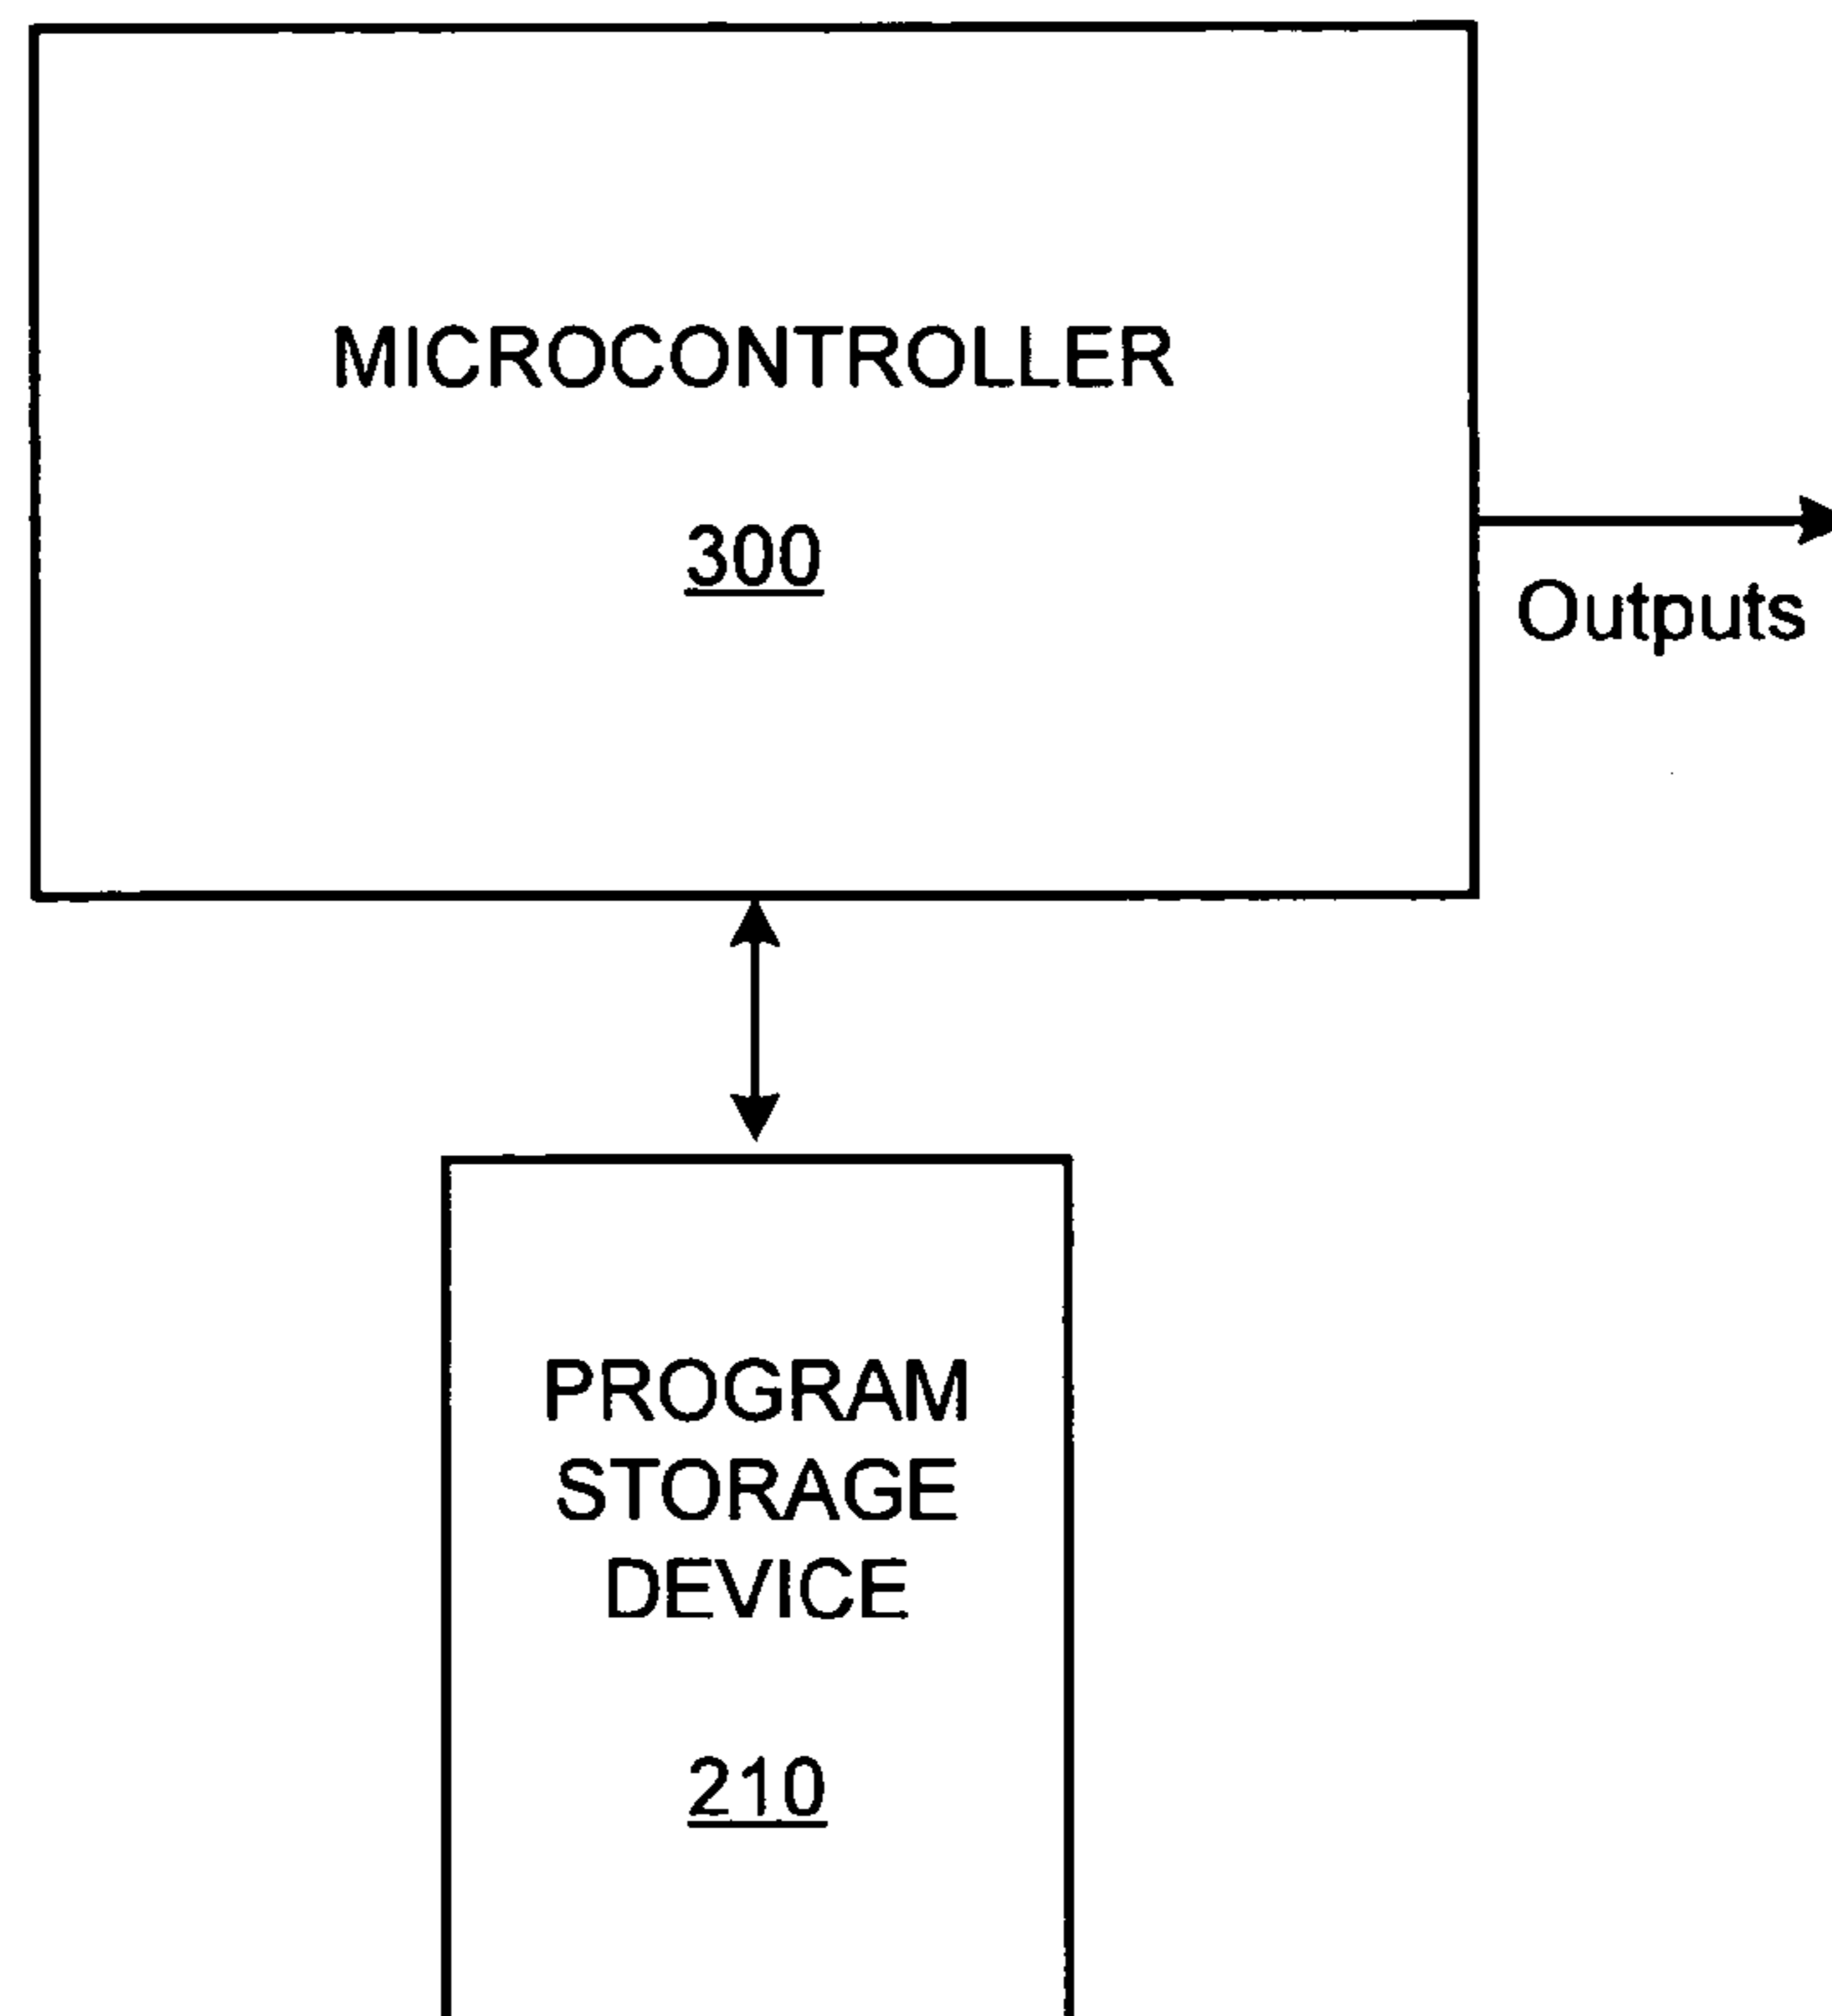 MICROCONTROLLER
300
Outputs
PROGRAM
STORAGE
DEVICE
210